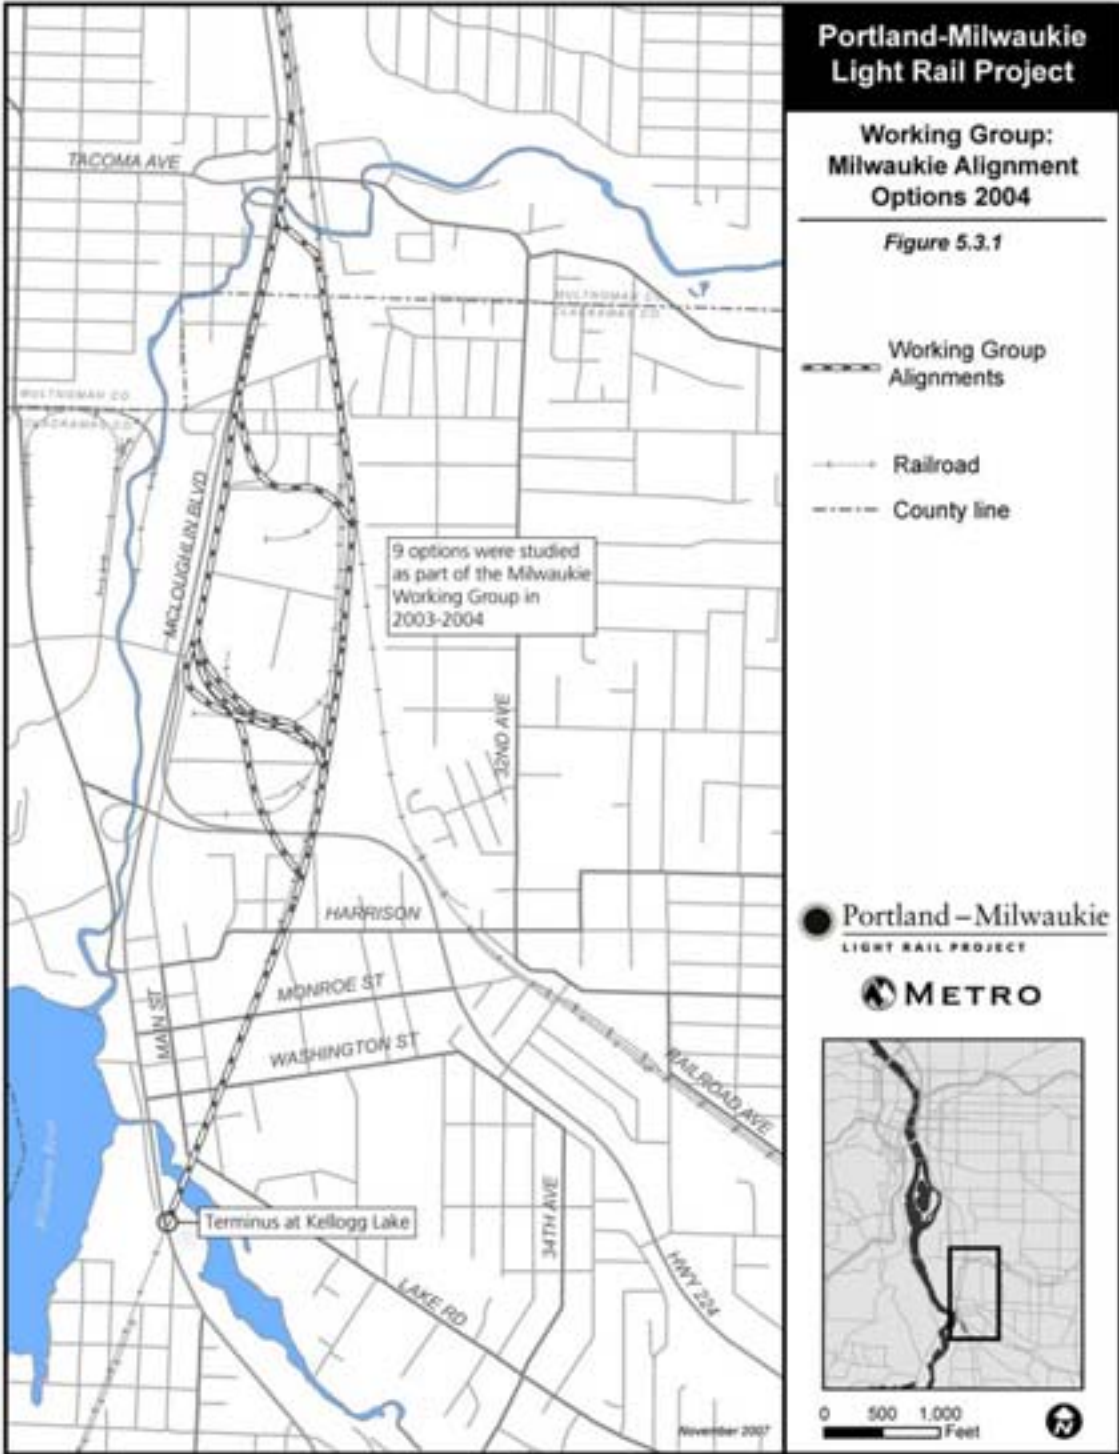 Portland-Milwaukie
Light Rail Project
Working Group:
Milwaukie Alignment
Options 2004
Figure 5.3.1
Working Group
Alignments
Railroad
County line
Portland–Milwaukie
LIGHT RAIL PROJECT
METRO
0 500 1,000
Feet
N
TACOMA AVE
MULTNOMAH CO
CLACKAMAS CO
MULTNOMAH CO
CLACKAMAS CO
MCLOUGHLIN BLVD
9 options were studied
as part of the Milwaukie
Working Group in
2003-2004
32ND AVE
HARRISON
MONROE ST
MAIN ST
WASHINGTON ST
RAILROAD AVE
34TH AVE
Terminus at Kellogg Lake
HWY 224
LAKE RD
November 2007